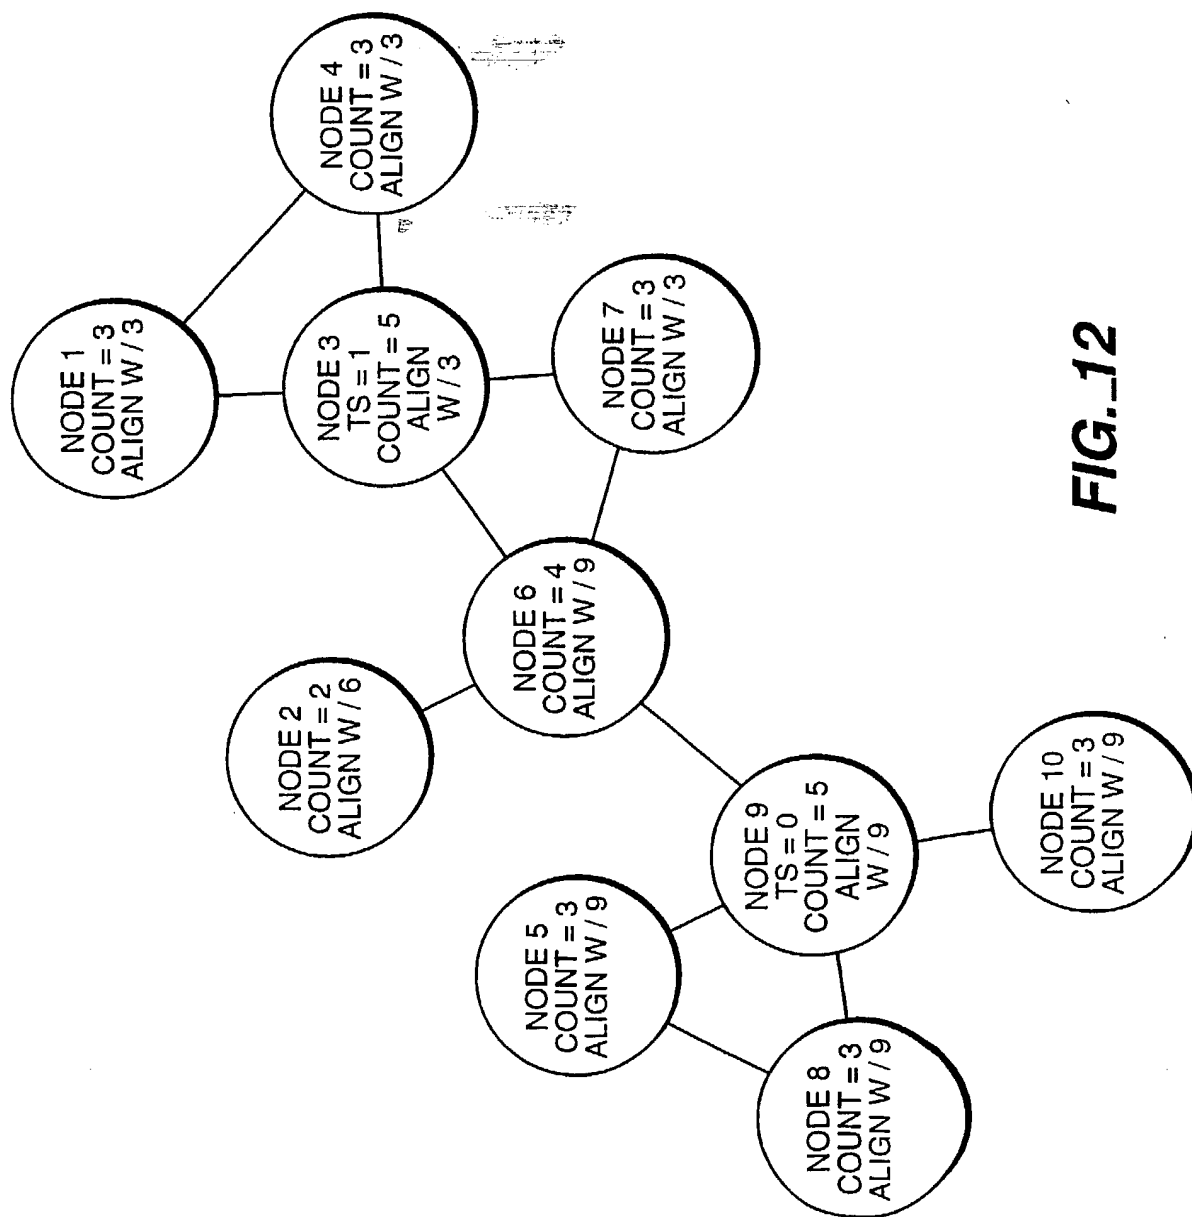 NODE 1
COUNT = 3
ALIGN W / 3
NODE 4
COUNT = 3
ALIGN W / 3
NODE 3
TS = 1
COUNT = 5
ALIGN
W / 3
NODE 7
COUNT = 3
ALIGN W / 3
NODE 2
COUNT = 2
ALIGN W / 6
NODE 6
COUNT = 4
ALIGN W / 9
NODE 5
COUNT = 3
ALIGN W / 9
NODE 9
TS = 0
COUNT = 5
ALIGN
W / 9
NODE 8
COUNT = 3
ALIGN W / 9
NODE 10
COUNT = 3
ALIGN W / 9
FIG._12